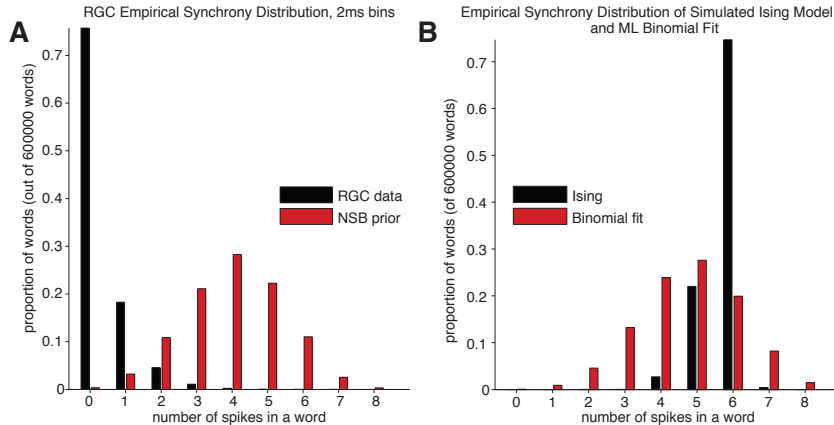 A
RGC Empirical Synchrony Distribution, 2ms bins
proportion of words (out of 600000 words)
0.7
0.6
0.5
0.4
0.3
0.2
0.1
0
RGC data
NSB prior
0 1 2 3 4 5 6 7 8
number of spikes in a word
B
Empirical Synchrony Distribution of Simulated Ising Model
and ML Binomial Fit
proportion of words (of 600000 words)
0.7
0.6
0.5
0.4
0.3
0.2
0.1
0
Ising
Binomial fit
0 1 2 3 4 5 6 7 8
number of spikes in a word